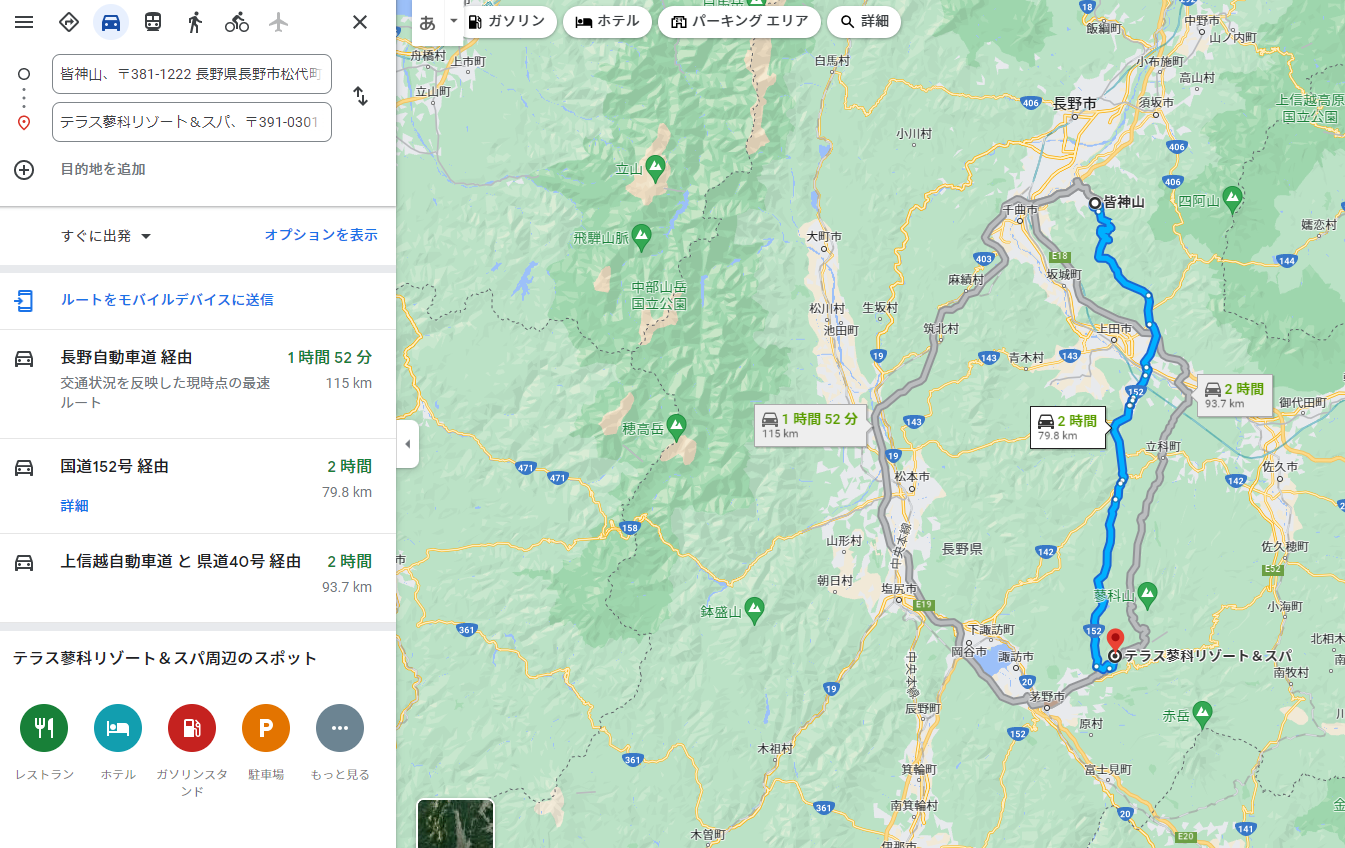 皆神山、〒381-1222 長野県長野市松代町
テラス蓼科リゾート＆スパ、〒391-0301
目的地を追加
すぐに出発
オプションを表示
ルートをモバイルデバイスに送信
長野自動車道 経由
1 時間 52 分
交通状況を反映した現時点の最速
ルート
115 km
国道152号 経由
2 時間
79.8 km
詳細
上信越自動車道 と 県道40号 経由
2 時間
93.7 km
テラス蓼科リゾート＆スパ周辺のスポット
P
レストラン
ホテル
ガソリンスタ
ンド
駐車場
もっと見る
あ
ガソリン
ホテル
パーキング エリア
詳細
18
292
中野市
飯綱町
山ノ内町
舟橋村
上市町
白馬村
小布施町
高山村
立山町
406
長野市
須坂市
上信越高原
国立公園
小川村
406
立山
406
四阿山
皆神山
千曲市
嬬恋村
飛騨山脈
大町市
E18
403
144
麻績村
坂城町
中部山岳
国立公園
松川村
生坂村
池田町
筑北村
上田市
19
143
青木村
143
152
2 時間
93.7 km
御代田町
1 時間 52 分
115 km
143
2 時間
79.8 km
穂高岳
19
立科町
471
471
松本市
142
佐久市
158
中央本線
山形村
長野県
142
佐久穂町
E52
朝日村
塩尻市
蓼科山
E19
小海町
鉢盛山
361
下諏訪町
152
北相木
岡谷市
諏訪市
テラス蓼科リゾート＆スパ
南
南牧村
中央本線
20
19
茅野市
辰野町
原村
赤岳
川
152
木祖村
361
箕輪町
富士見町
南箕輪村
361
20
金
141
木曽町
E20
伊那市